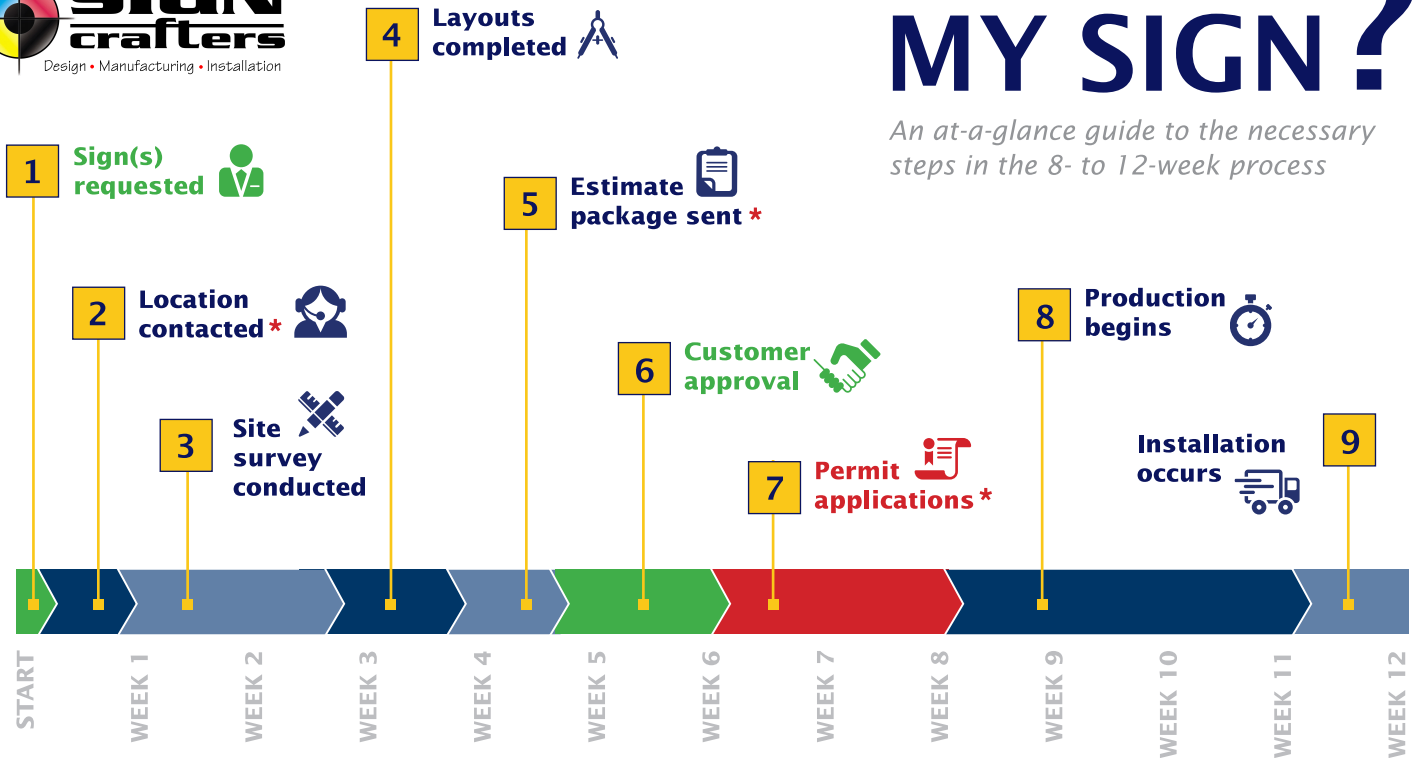 SIGN
crafters
Design • Manufacturing • Installation
MY SIGN?
An at-a-glance guide to the necessary
steps in the 8- to 12-week process
1
Sign(s)
requested
2
Location
contacted*
3
Site
survey
conducted
4
Layouts
completed
5
Estimate
package sent*
6
Customer
approval
7
Permit
applications*
8
Production
begins
9
Installation
occurs
START
WEEK 1
WEEK 2
WEEK 3
WEEK 4
WEEK 5
WEEK 6
WEEK 7
WEEK 8
WEEK 9
WEEK 10
WEEK 11
WEEK 12